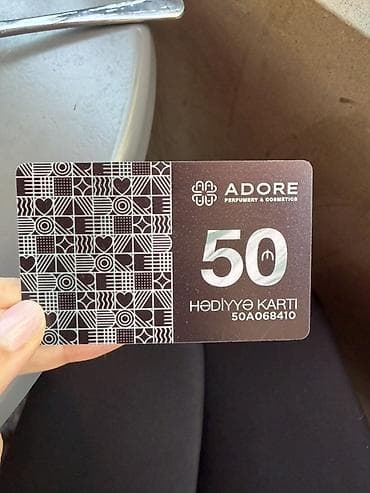 ADORE
PERFUMERY & COSMETICS
50 ₼
HƏDİYYƏ KARTI
50A068410